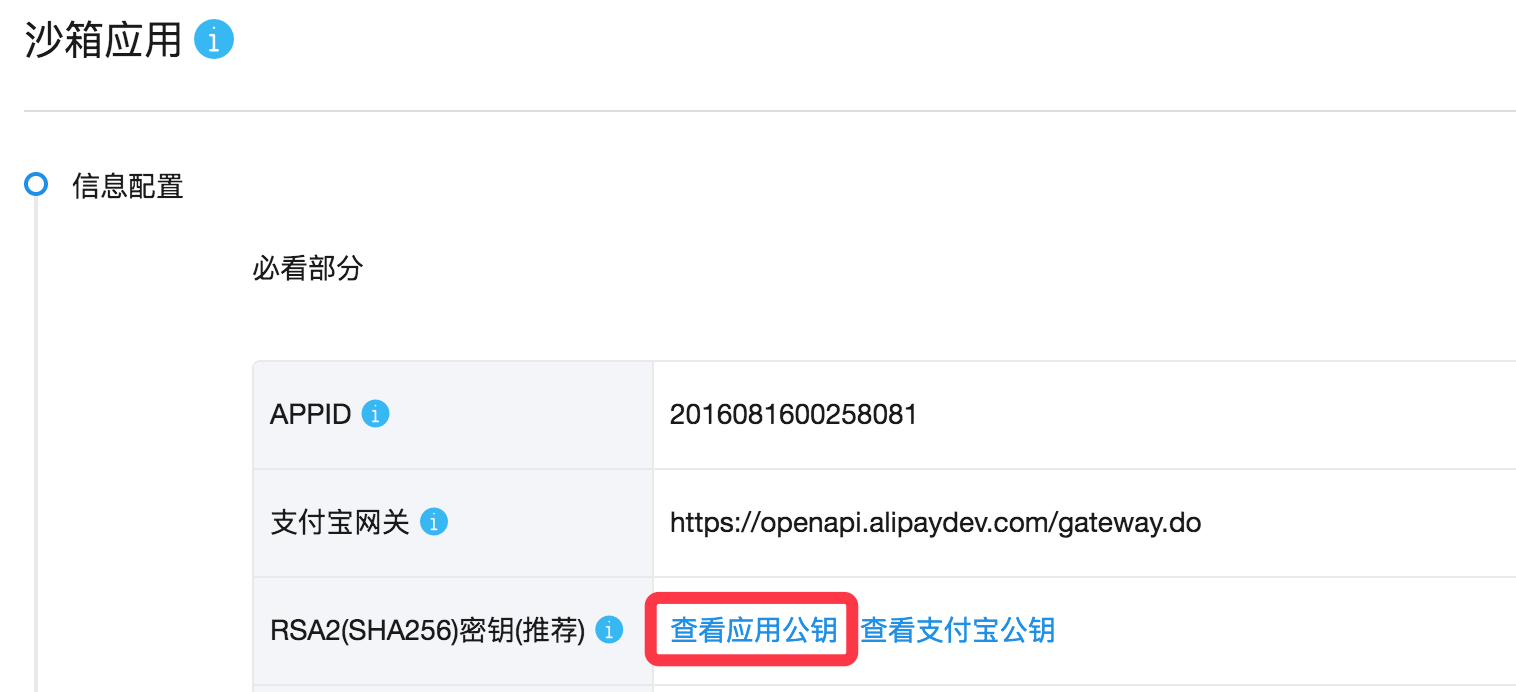 沙箱应用 i
信息配置
必看部分
APPID i 2016081600258081
支付宝网关 i https://openapi.alipaydev.com/gateway.do
RSA2(SHA256)密钥(推荐) i 查看应用公钥 查看支付宝公钥